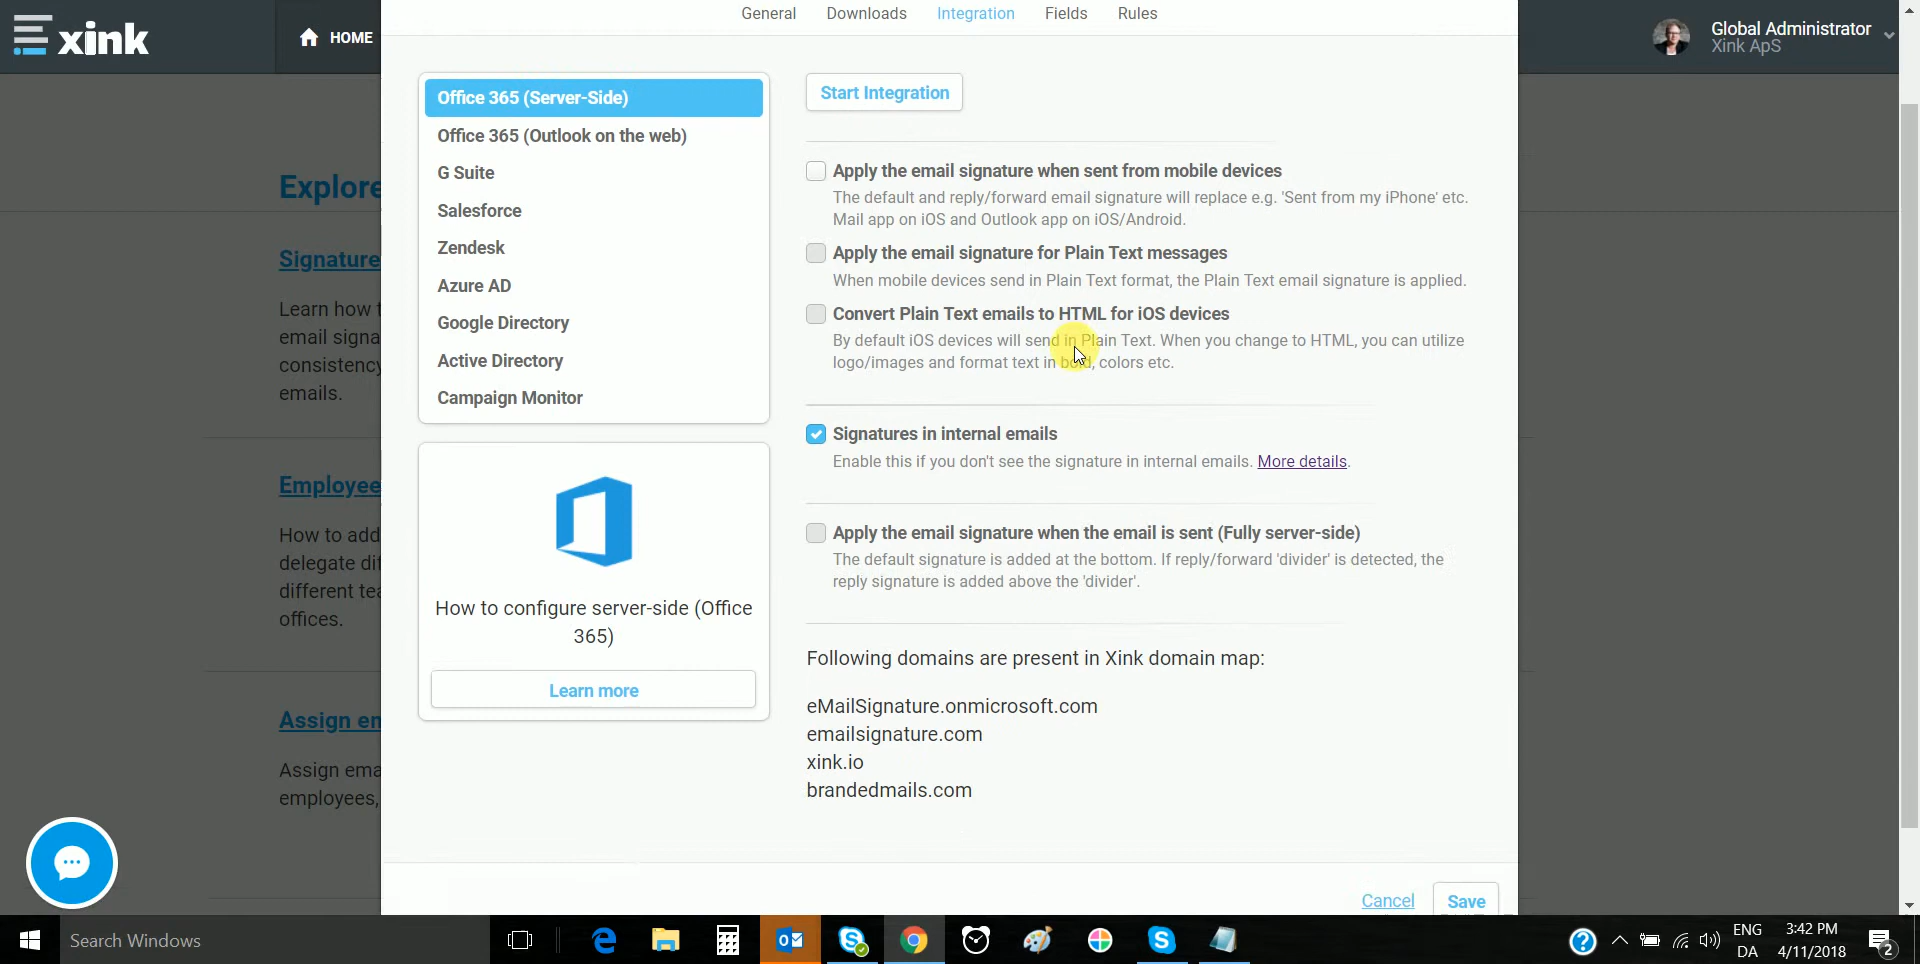 xink
HOME
General
Downloads
Integration
Fields
Rules
Global Administrator
Xink ApS
Explore
Signature
Learn how t
email signa
consistency
emails.
Employee
How to add
delegate dif
different tea
offices.
Assign en
Assign ema
employees,
Office 365 (Server-Side)
Office 365 (Outlook on the web)
G Suite
Salesforce
Zendesk
Azure AD
Google Directory
Active Directory
Campaign Monitor
How to configure server-side (Office
365)
Learn more
Start Integration
Apply the email signature when sent from mobile devices
The default and reply/forward email signature will replace e.g. 'Sent from my iPhone' etc.
Mail app on iOS and Outlook app on iOS/Android.
Apply the email signature for Plain Text messages
When mobile devices send in Plain Text format, the Plain Text email signature is applied.
Convert Plain Text emails to HTML for iOS devices
By default iOS devices will send in Plain Text. When you change to HTML, you can utilize
logo/images and format text in bold, colors etc.
Signatures in internal emails
Enable this if you don't see the signature in internal emails. More details.
Apply the email signature when the email is sent (Fully server-side)
The default signature is added at the bottom. If reply/forward 'divider' is detected, the
reply signature is added above the 'divider'.
Following domains are present in Xink domain map:
eMailSignature.onmicrosoft.com
emailsignature.com
xink.io
brandedmails.com
Cancel
Save
Search Windows
ENG
DA
3:42 PM
4/11/2018
2